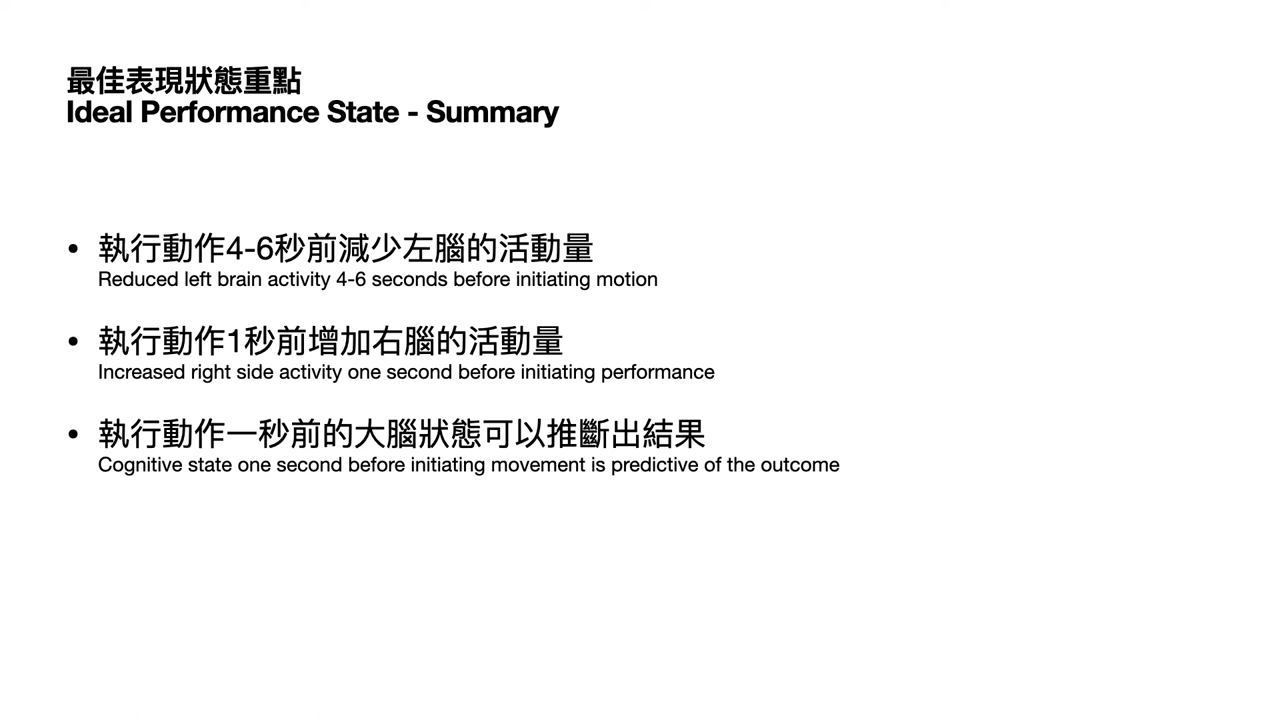 最佳表現狀態重點
Ideal Performance State - Summary
• 執行動作4-6秒前減少左腦的活動量
Reduced left brain activity 4-6 seconds before initiating motion
• 執行動作1秒前增加右腦的活動量
Increased right side activity one second before initiating performance
• 執行動作一秒前的大腦狀態可以推斷出結果
Cognitive state one second before initiating movement is predictive of the outcome